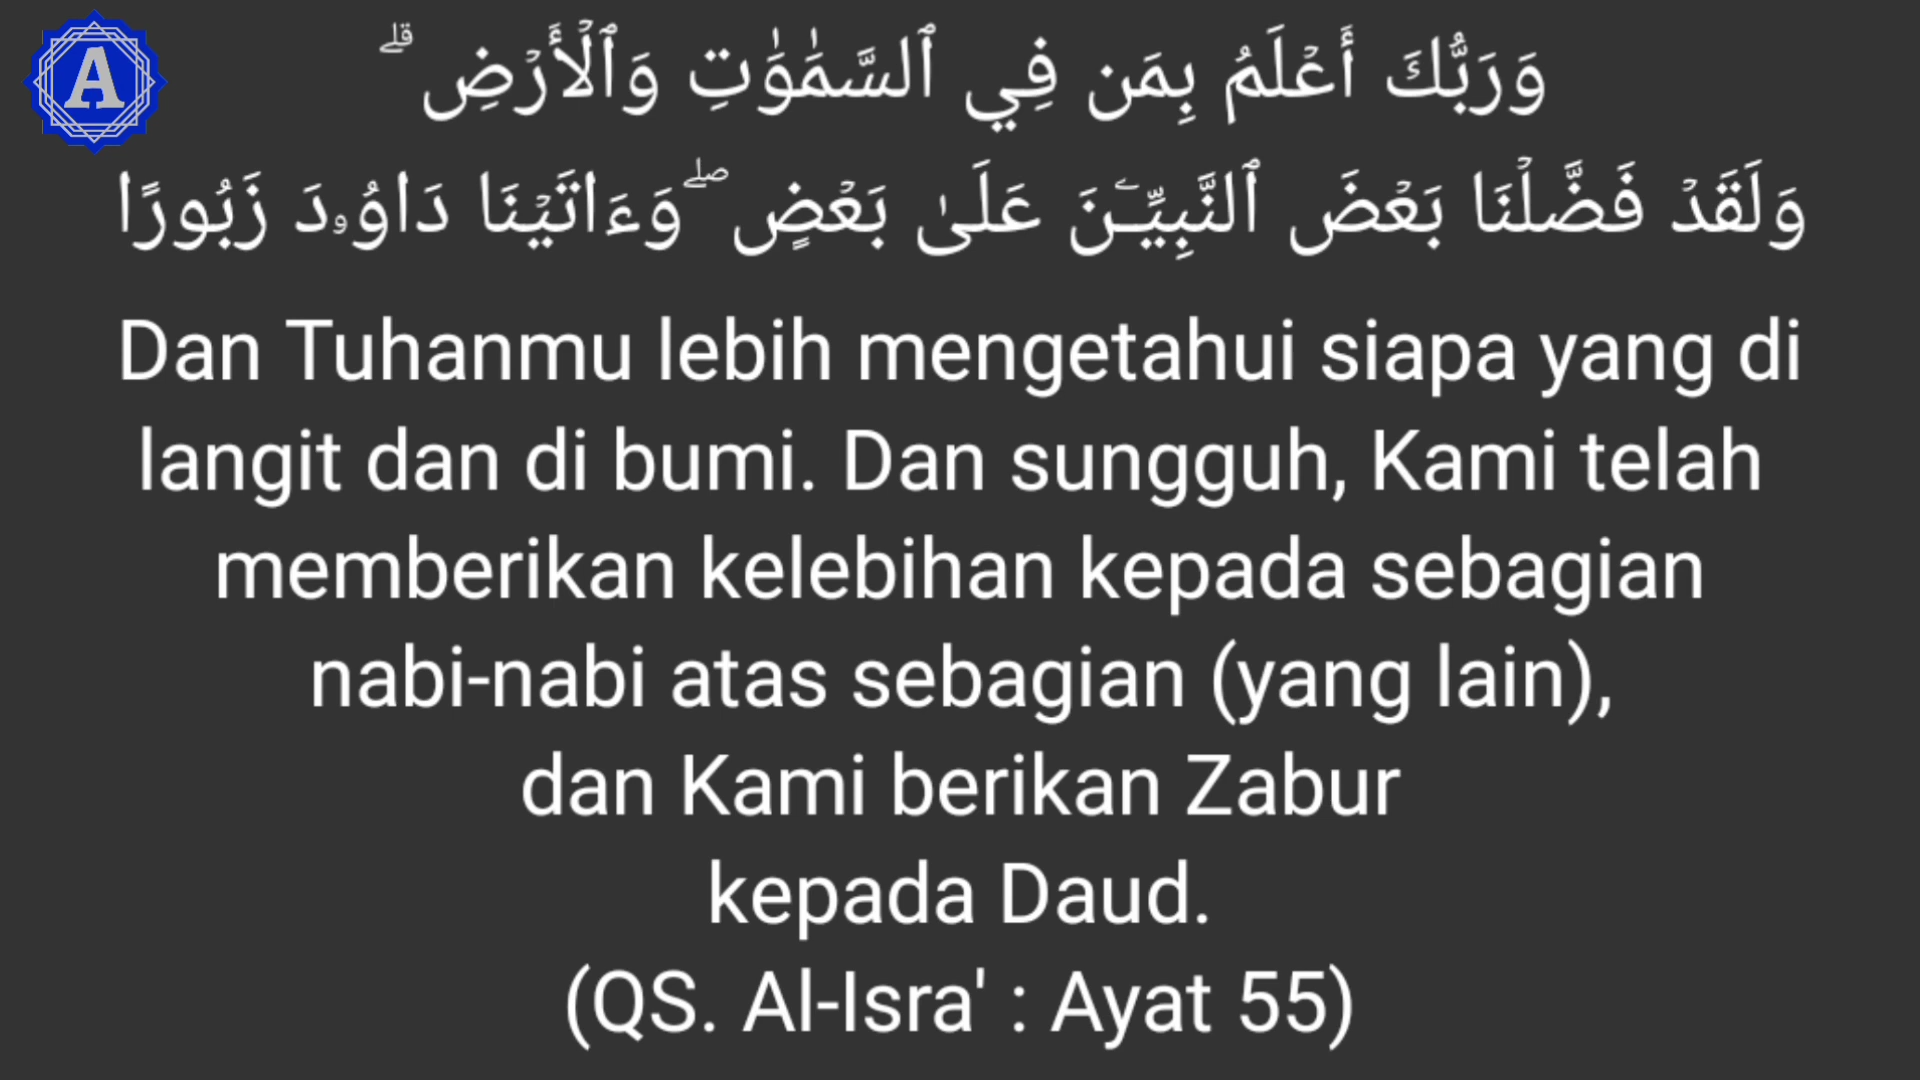 A
وَرَبُّكَ أَعۡلَمُ بِمَن فِي ٱلسَّمَٰوَٰتِ وَٱلۡأَرۡضِۗ
وَلَقَدۡ فَضَّلۡنَا بَعۡضَ ٱلنَّبِيِّـۧنَ عَلَىٰ بَعۡضٖۖ وَءَاتَيۡنَا دَاوُۥدَ زَبُورٗا
Dan Tuhanmu lebih mengetahui siapa yang di
langit dan di bumi. Dan sungguh, Kami telah
memberikan kelebihan kepada sebagian
nabi-nabi atas sebagian (yang lain),
dan Kami berikan Zabur
kepada Daud.
(QS. Al-Isra' : Ayat 55)